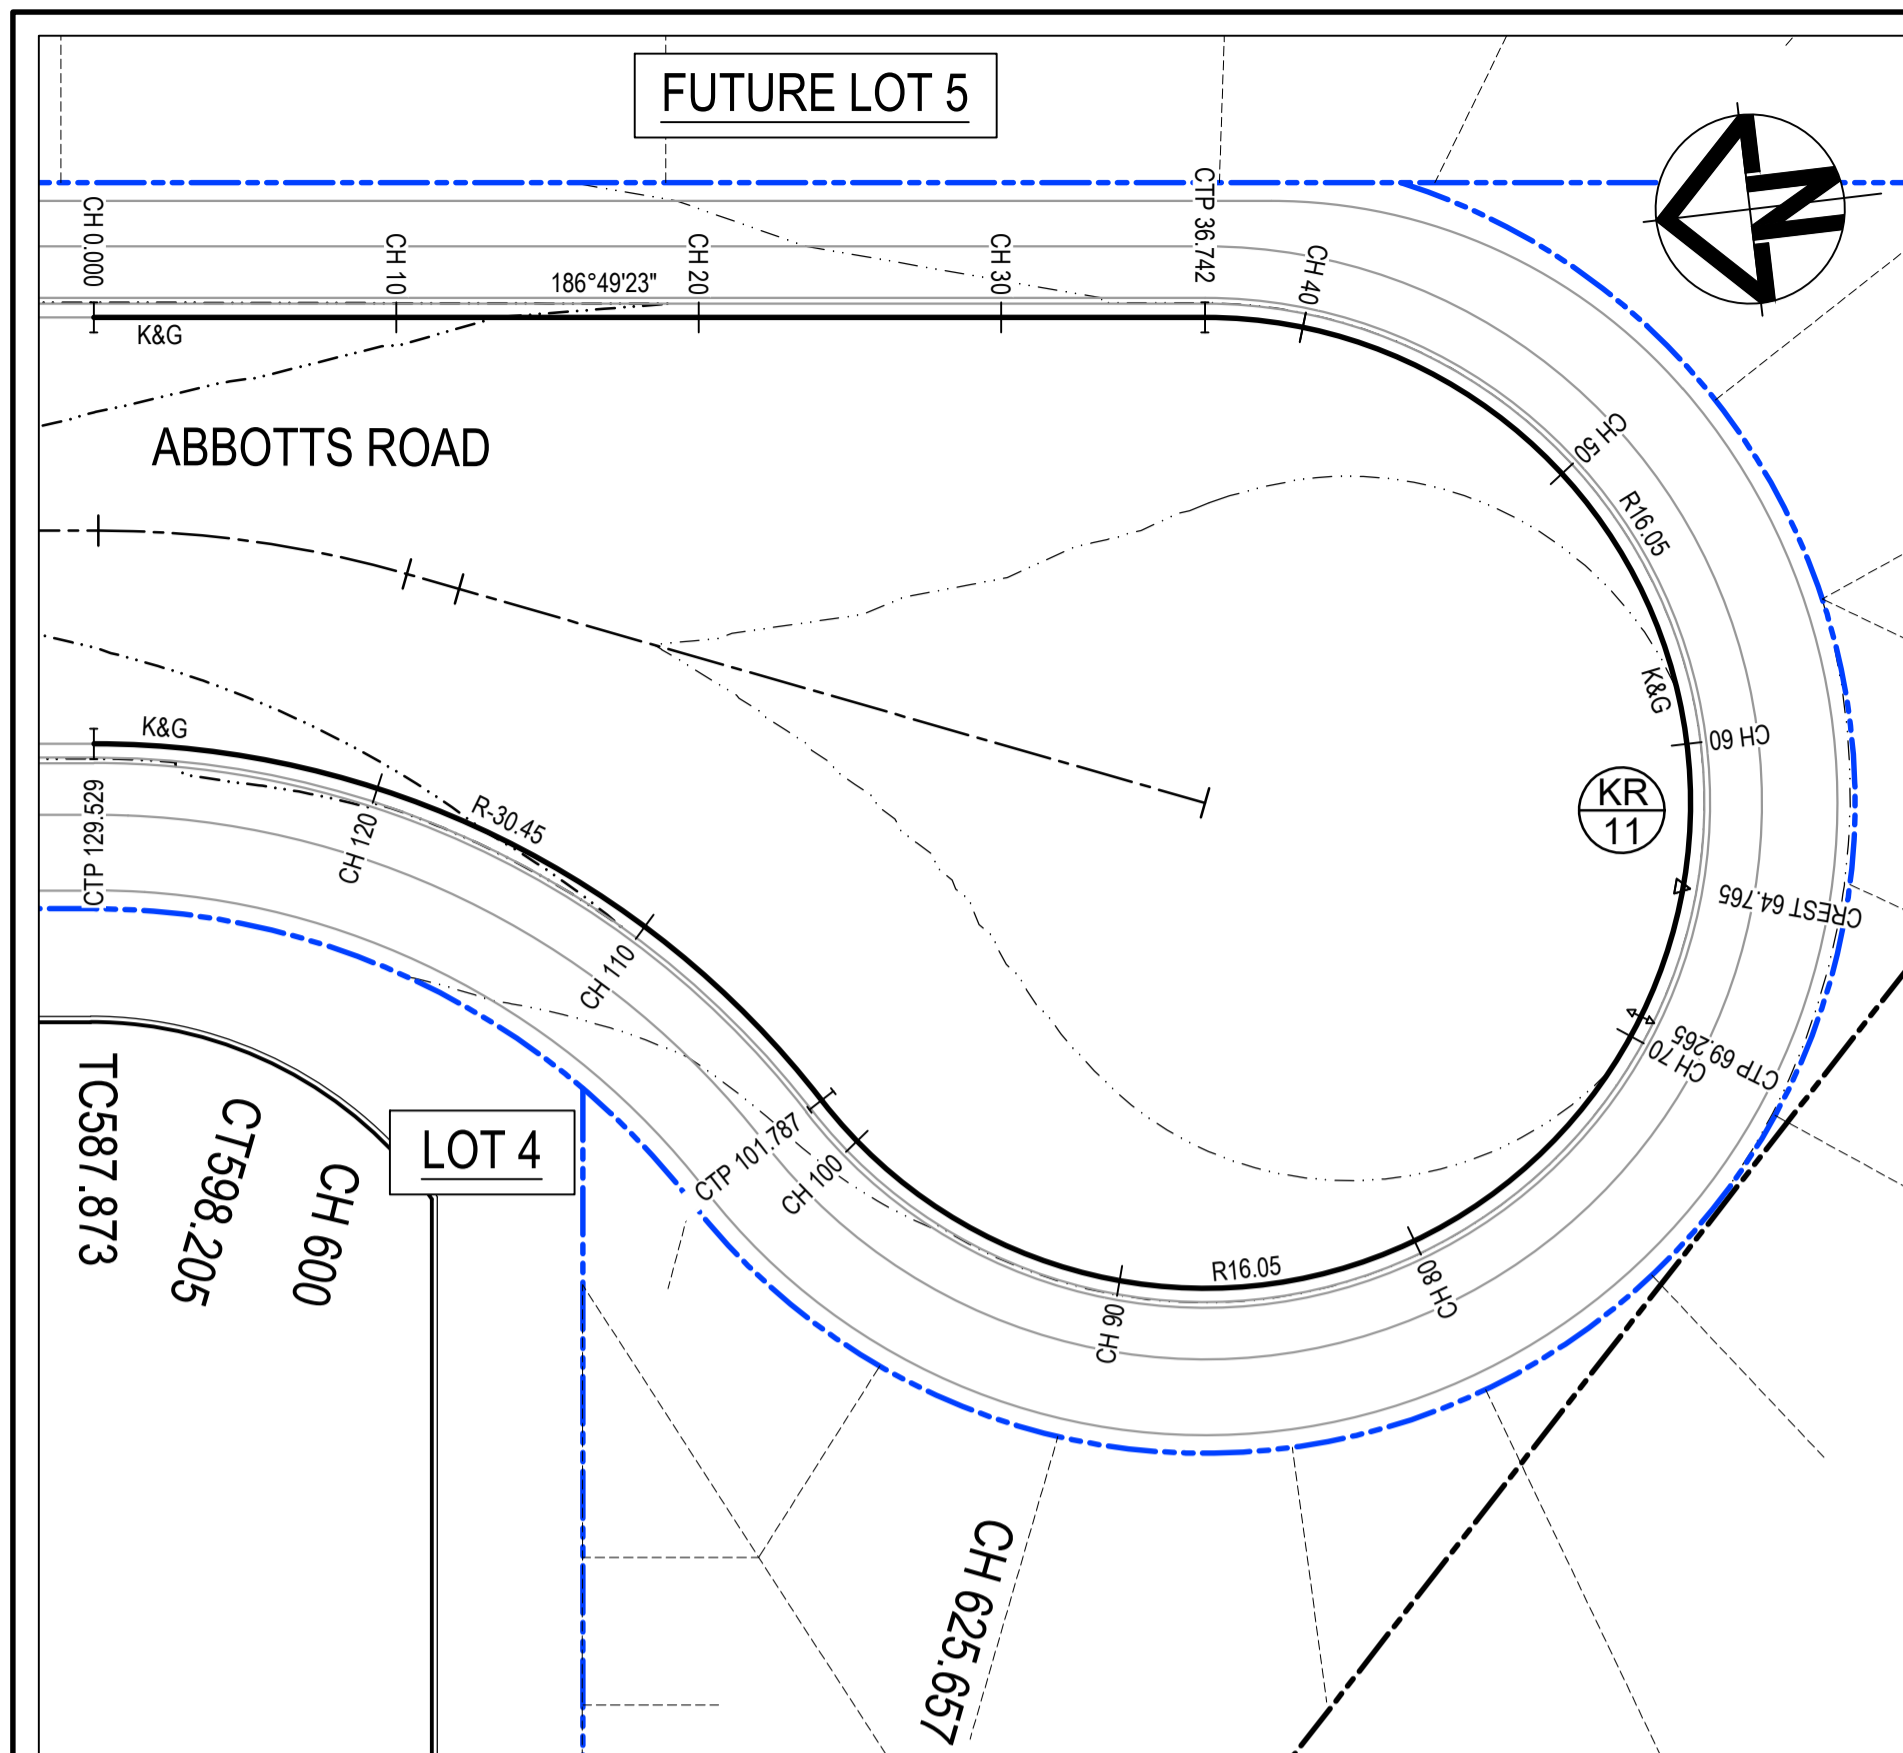 FUTURE LOT 5
N
CH 0.000
CH 10
186°49'23"
CH 20
CH 30
CTP 36.742
CH 40
K&G
ABBOTTS ROAD
CH 50
R16.05
K&G
CH 60
KR
11
CREST 64.765
CTP 69.265
CH 70
K&G
CTP 129.529
CH 120
R-30.45
CH 110
CTP 101.787
CH 100
CH 90
R16.05
CH 80
LOT 4
TC587.873
CT598.205
CH 600
CH 625.657